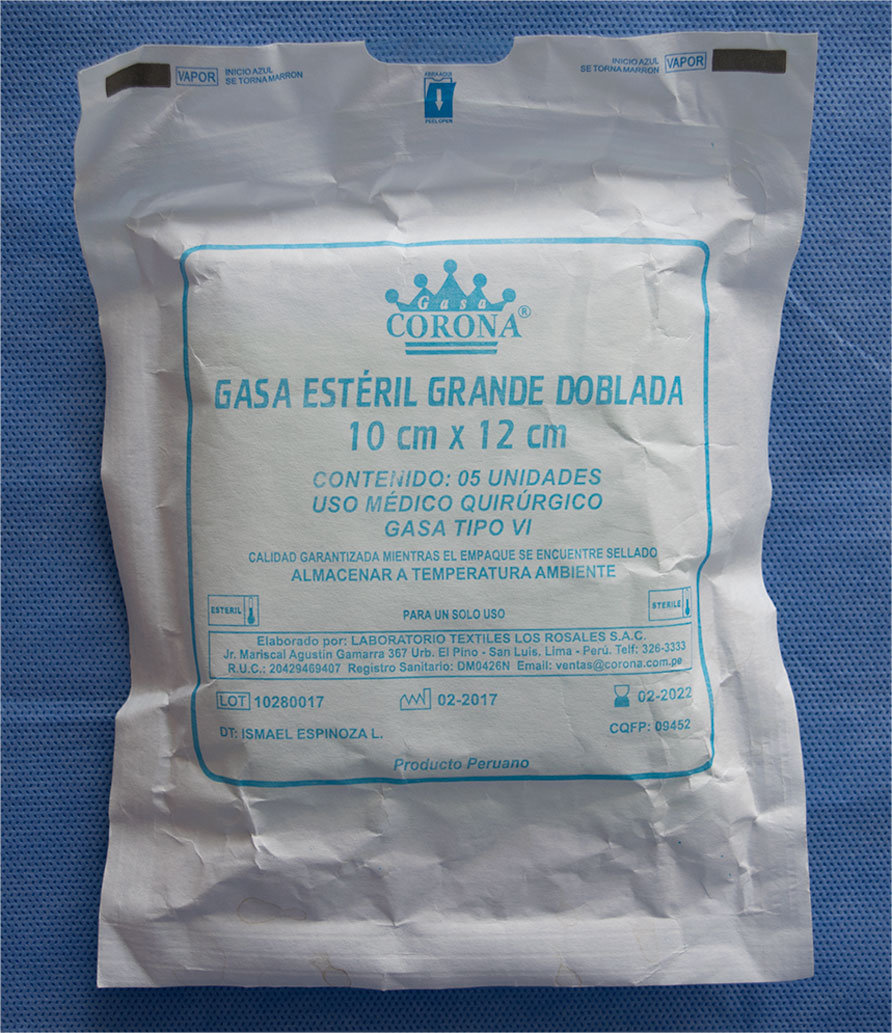 VAPOR INICIO AZUL
SE TORNA MARRON
ABRA AQUI
PEEL OPEN
INICIO AZUL VAPOR
SE TORNA MARRON
Gasa
CORONA®
GASA ESTÉRIL GRANDE DOBLADA
10 cm x 12 cm
CONTENIDO: 05 UNIDADES
USO MÉDICO QUIRÚRGICO
GASA TIPO VI
CALIDAD GARANTIZADA MIENTRAS EL EMPAQUE SE ENCUENTRE SELLADO
ALMACENAR A TEMPERATURA AMBIENTE
ESTERIL PARA UN SOLO USO STERILE
Elaborado por: LABORATORIO TEXTILES LOS ROSALES S.A.C.
Jr. Mariscal Agustín Gamarra 367 Urb. El Pino - San Luis, Lima - Perú. Telf: 326-3333
R.U.C.: 20429469407 Registro Sanitario: DM0426N Email: ventas@corona.com.pe
LOT 10280017 02-2017 02-2022
DT: ISMAEL ESPINOZA L. CQFP: 09452
Producto Peruano